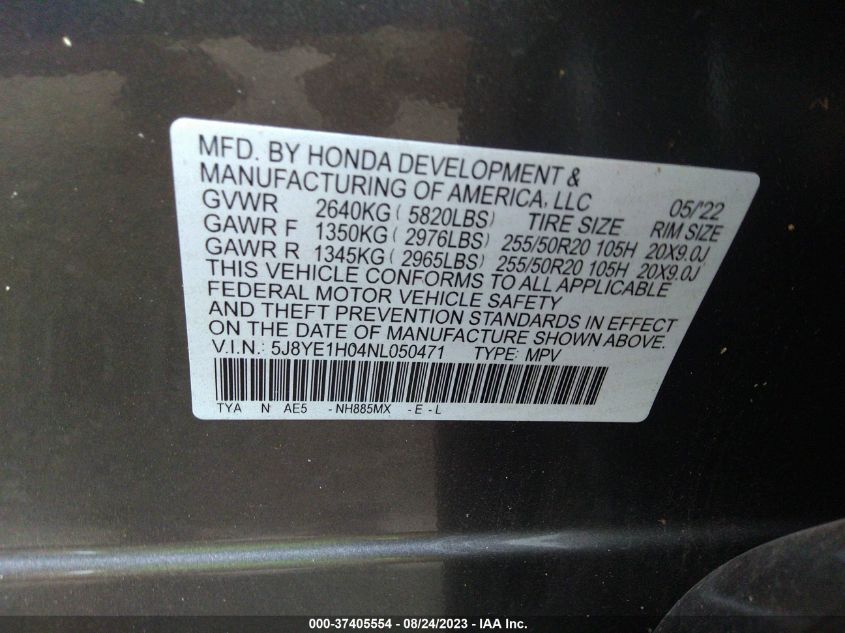 MFD. BY HONDA DEVELOPMENT &
MANUFACTURING OF AMERICA, LLC 05/'22
GVWR 2640KG ( 5820LBS) TIRE SIZE RIM SIZE
GAWR F 1350KG ( 2976LBS) 255/50R20 105H 20X9.0J
GAWR R 1345KG ( 2965LBS) 255/50R20 105H 20X9.0J
THIS VEHICLE CONFORMS TO ALL APPLICABLE
FEDERAL MOTOR VEHICLE SAFETY
AND THEFT PREVENTION STANDARDS IN EFFECT
ON THE DATE OF MANUFACTURE SHOWN ABOVE.
V.I.N.: 5J8YE1H04NL050471 TYPE: MPV
TYA N AE5 -NH885MX -E-L
000-37405554 - 08/24/2023 - IAA Inc.